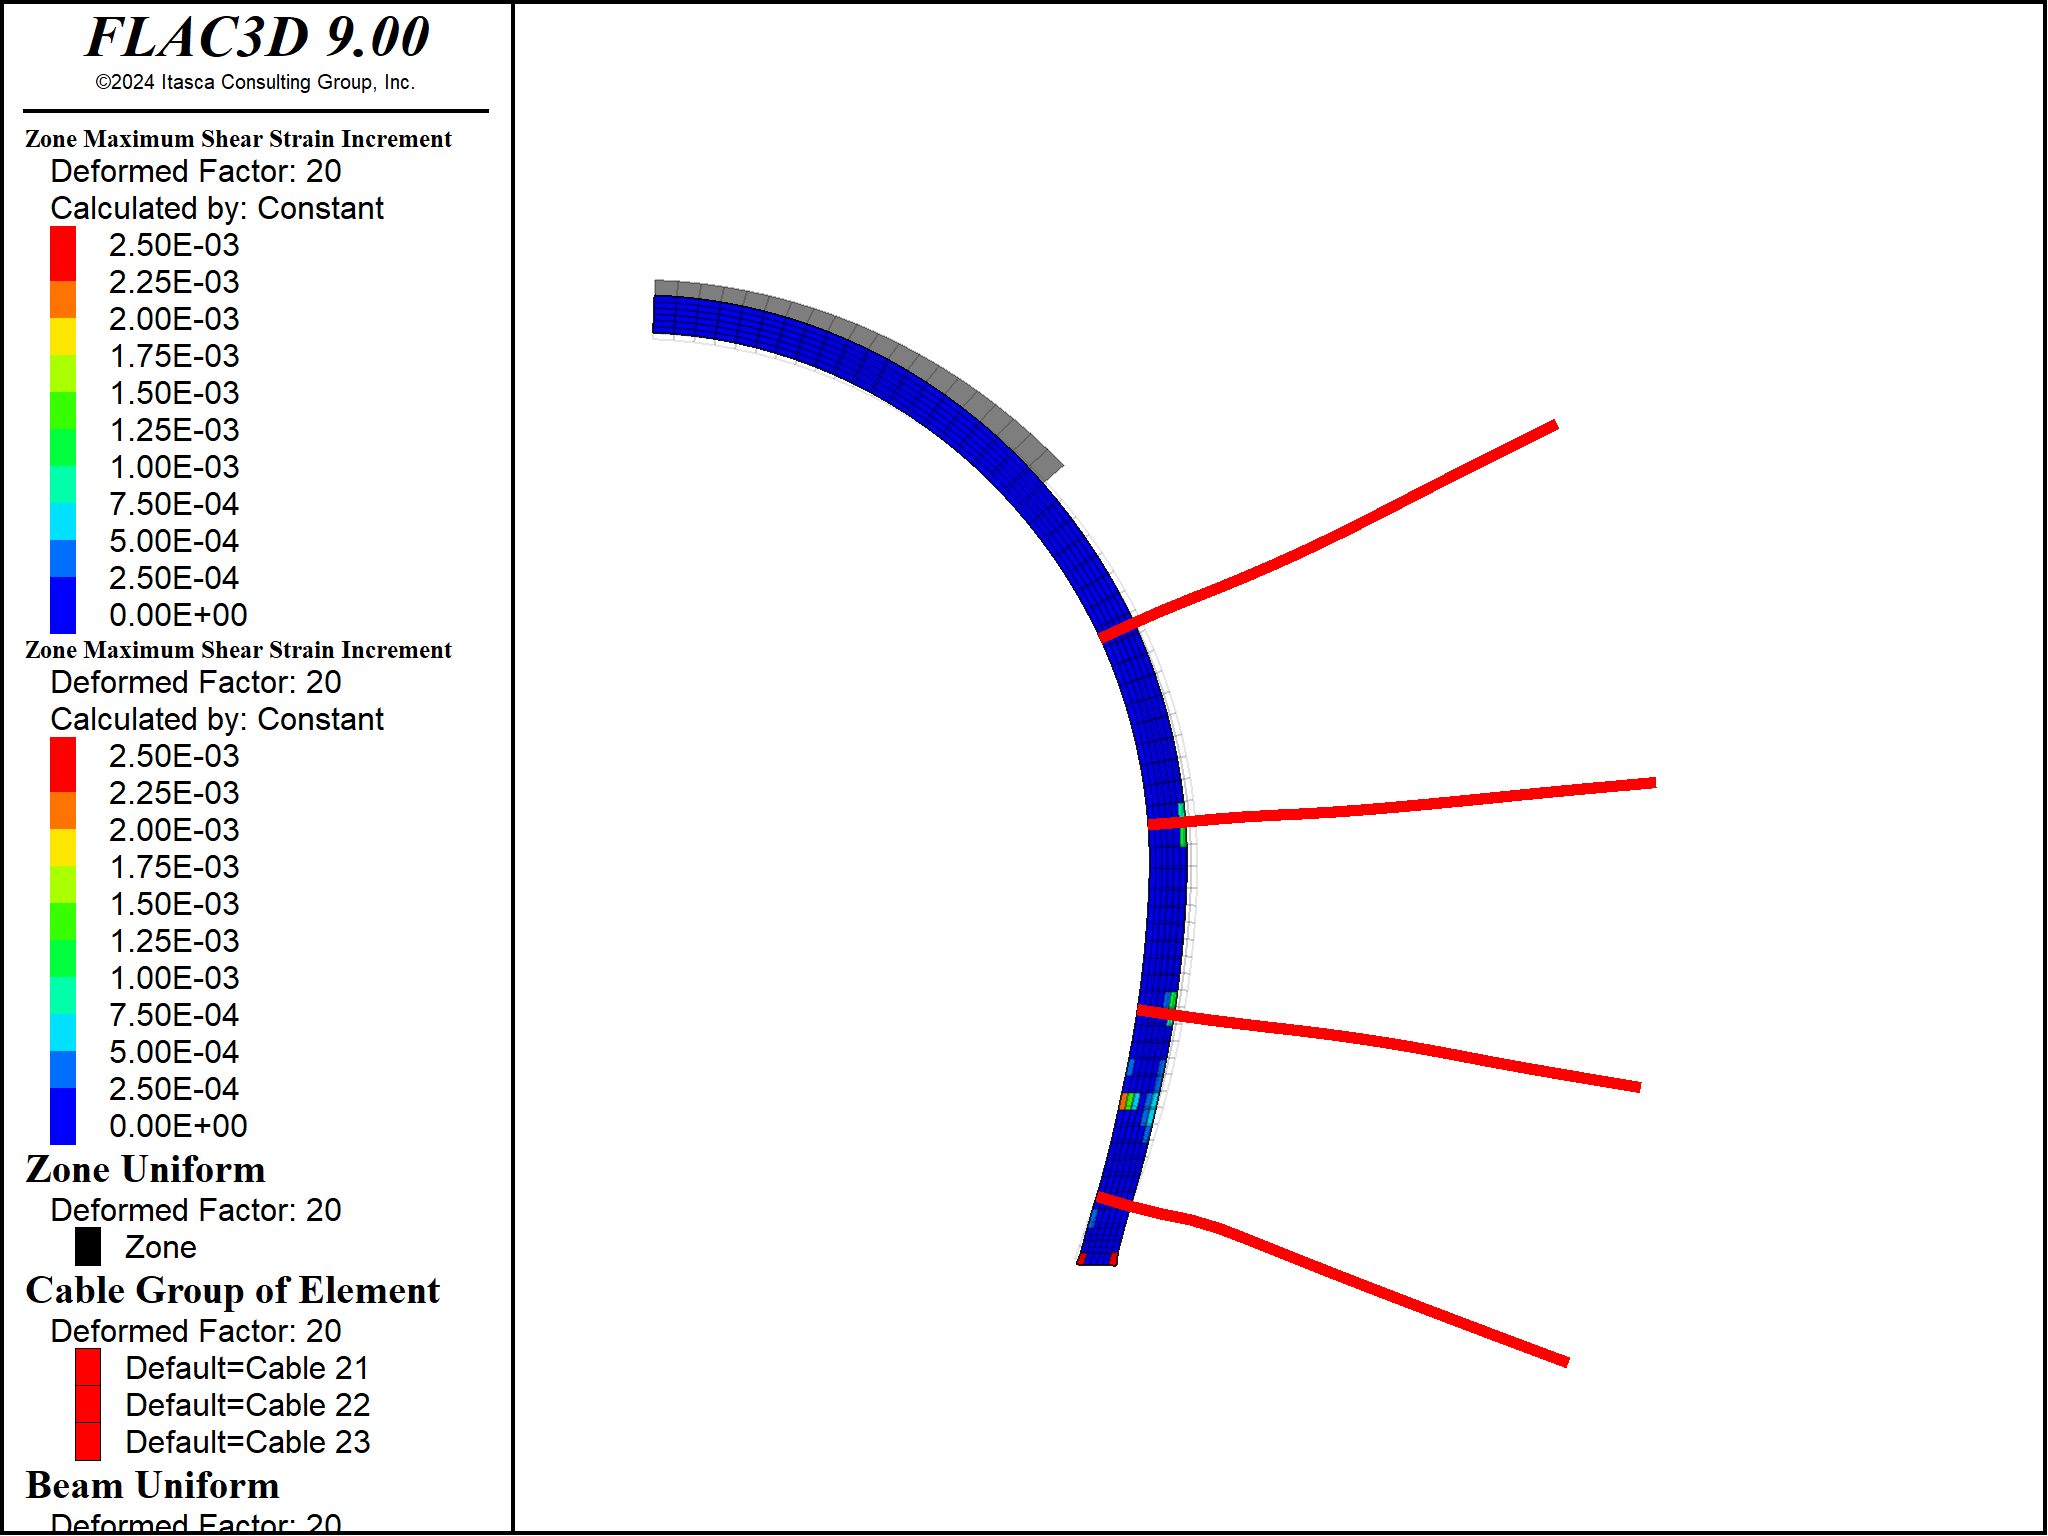 FLAC3D 9.00
©2024 Itasca Consulting Group, Inc.
Zone Maximum Shear Strain Increment
Deformed Factor: 20
Calculated by: Constant
2.50E-03
2.25E-03
2.00E-03
1.75E-03
1.50E-03
1.25E-03
1.00E-03
7.50E-04
5.00E-04
2.50E-04
0.00E+00
Zone Maximum Shear Strain Increment
Deformed Factor: 20
Calculated by: Constant
2.50E-03
2.25E-03
2.00E-03
1.75E-03
1.50E-03
1.25E-03
1.00E-03
7.50E-04
5.00E-04
2.50E-04
0.00E+00
Zone Uniform
Deformed Factor: 20
Zone
Cable Group of Element
Deformed Factor: 20
Default=Cable 21
Default=Cable 22
Default=Cable 23
Beam Uniform
Deformed Factor: 20